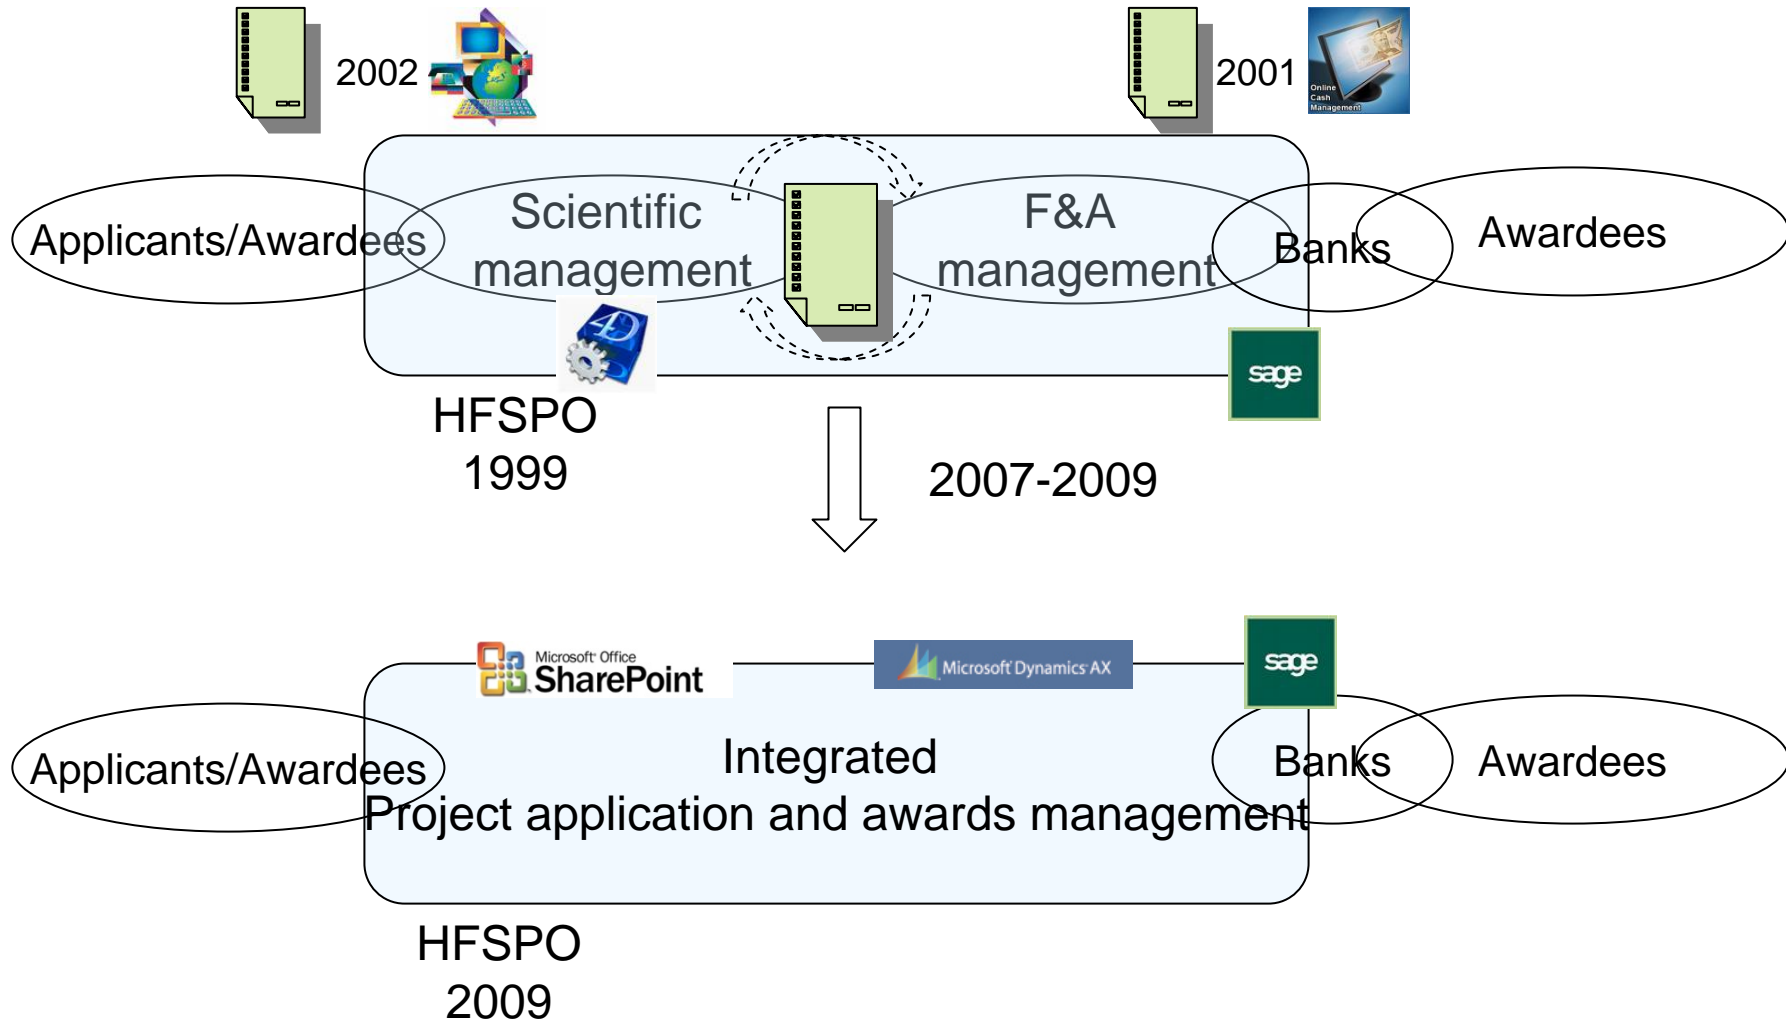 2002
2001
Online
Cash
Management
Applicants/Awardees
Scientific
management
F&A
management
Banks
Awardees
4D
sage
HFSPO
1999
2007-2009
Microsoft Office
SharePoint
Microsoft Dynamics AX
sage
Applicants/Awardees
Integrated
Project application and awards management
Banks
Awardees
HFSPO
2009